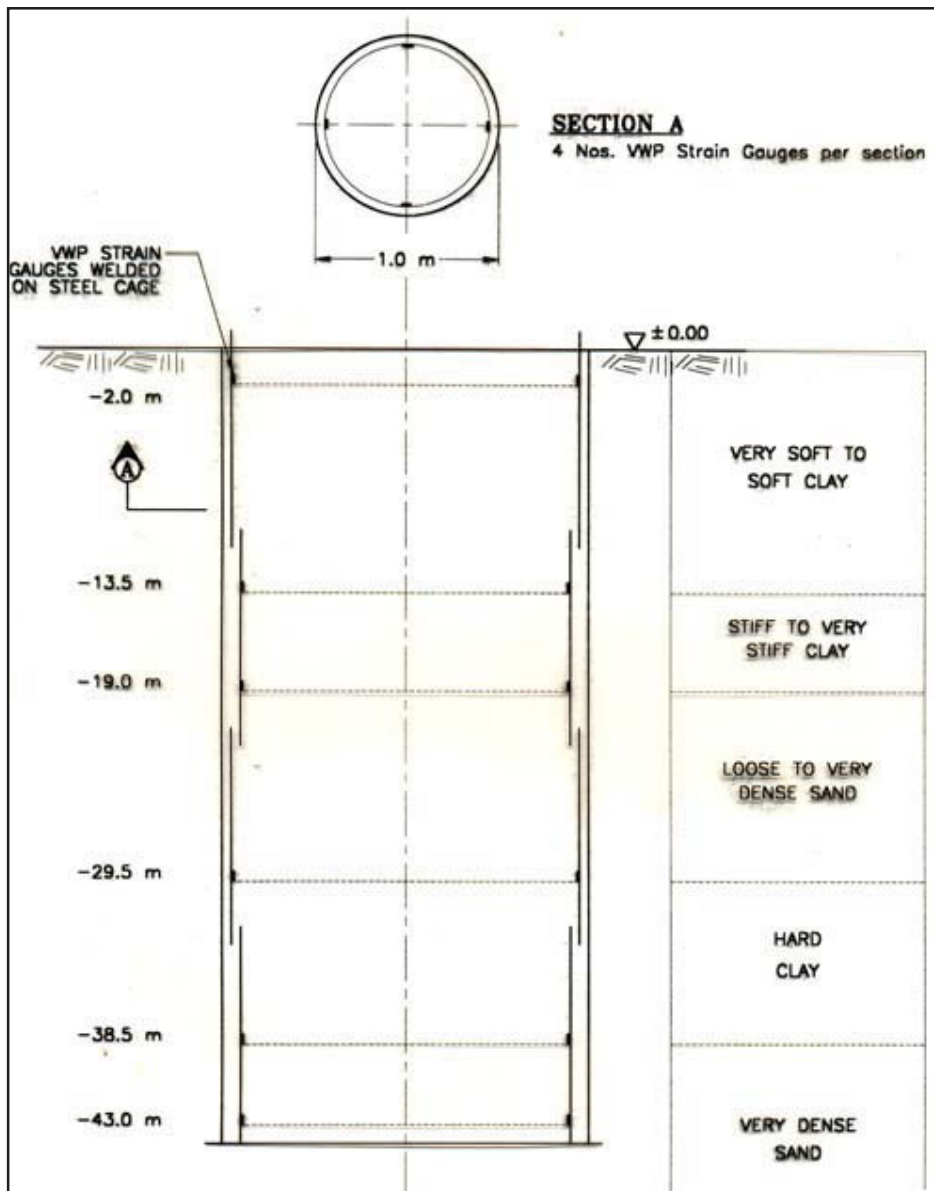 SECTION A
4 Nos. VWP Strain Gauges per section
1.0 m
VWP STRAIN
GAUGES WELDED
ON STEEL CAGE
±0.00
-2.0 m
A
VERY SOFT TO
SOFT CLAY
-13.5 m
STIFF TO VERY
STIFF CLAY
-19.0 m
LOOSE TO VERY
DENSE SAND
-29.5 m
HARD
CLAY
-38.5 m
-43.0 m
VERY DENSE
SAND